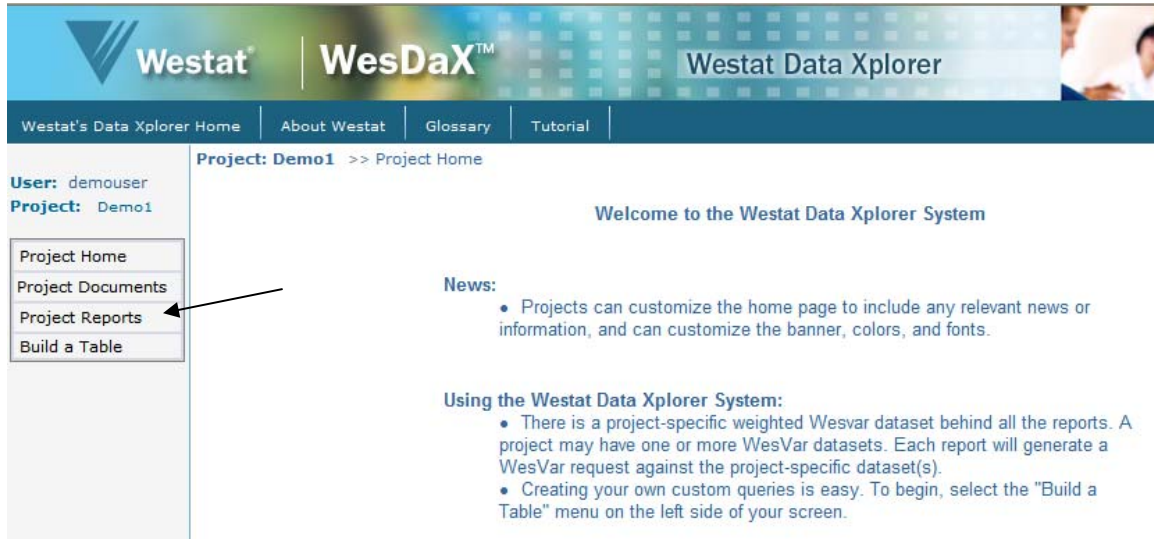 Westat®
WesDaX™
Westat Data Xplorer
Westat's Data Xplorer Home
About Westat
Glossary
Tutorial
Project: Demo1 >> Project Home
User: demouser
Project: Demo1
Project Home
Project Documents
Project Reports
Build a Table
Welcome to the Westat Data Xplorer System
News:
• Projects can customize the home page to include any relevant news or
information, and can customize the banner, colors, and fonts.
Using the Westat Data Xplorer System:
• There is a project-specific weighted Wesvar dataset behind all the reports. A
project may have one or more WesVar datasets. Each report will generate a
WesVar request against the project-specific dataset(s).
• Creating your own custom queries is easy. To begin, select the "Build a
Table" menu on the left side of your screen.